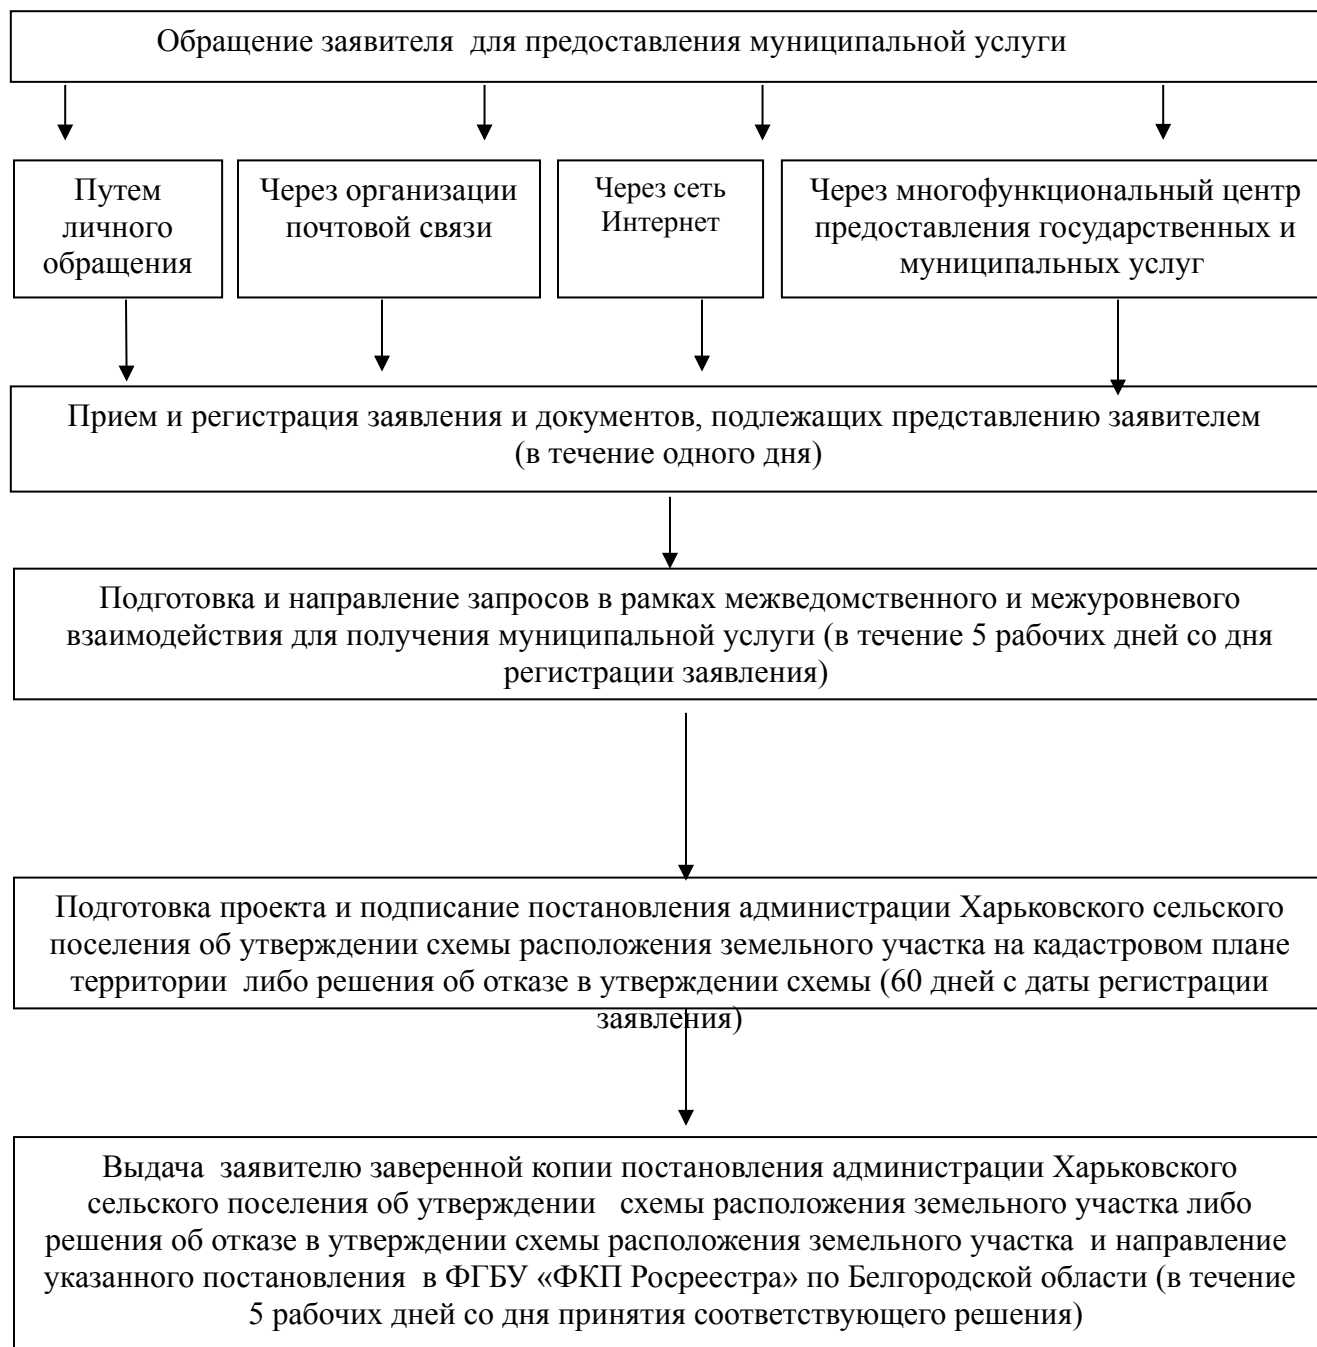 Обращение заявителя для предоставления муниципальной услуги
Путем
личного
обращения
Через организации
почтовой связи
Через сеть
Интернет
Через многофункциональный центр
предоставления государственных и
муниципальных услуг
Прием и регистрация заявления и документов, подлежащих представлению заявителем
(в течение одного дня)
Подготовка и направление запросов в рамках межведомственного и межуровневого
взаимодействия для получения муниципальной услуги (в течение 5 рабочих дней со дня
регистрации заявления)
Подготовка проекта и подписание постановления администрации Харьковского сельского
поселения об утверждении схемы расположения земельного участка на кадастровом плане
территории либо решения об отказе в утверждении схемы (60 дней с даты регистрации
заявления)
Выдача заявителю заверенной копии постановления администрации Харьковского
сельского поселения об утверждении схемы расположения земельного участка либо
решения об отказе в утверждении схемы расположения земельного участка и направление
указанного постановления в ФГБУ «ФКП Росреестра» по Белгородской области (в течение
5 рабочих дней со дня принятия соответствующего решения)